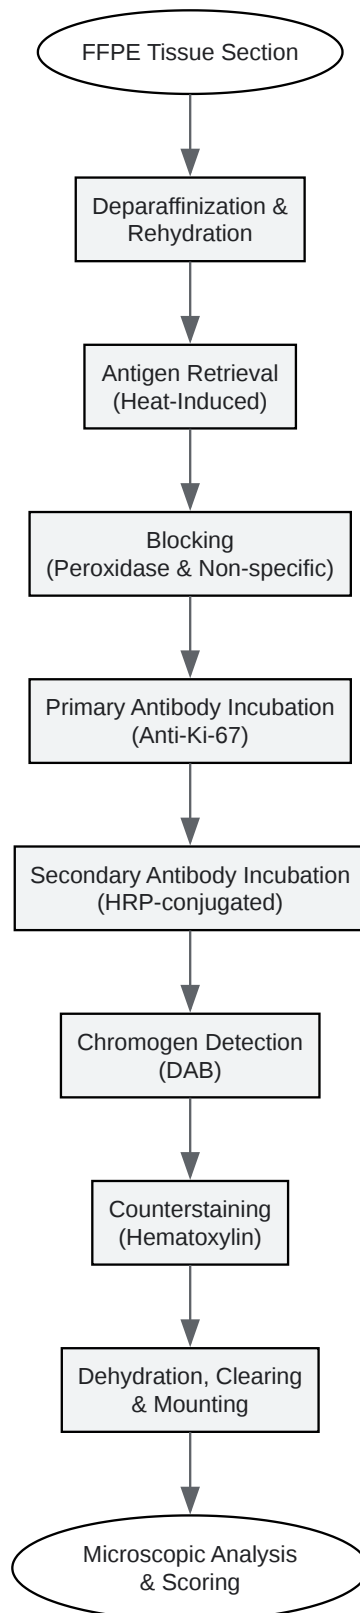 FFPE Tissue Section
Deparaffinization &
Rehydration
Antigen Retrieval
(Heat-Induced)
Blocking
(Peroxidase & Non-specific)
Primary Antibody Incubation
(Anti-Ki-67)
Secondary Antibody Incubation
(HRP-conjugated)
Chromogen Detection
(DAB)
Counterstaining
(Hematoxylin)
Dehydration, Clearing
& Mounting
Microscopic Analysis
& Scoring